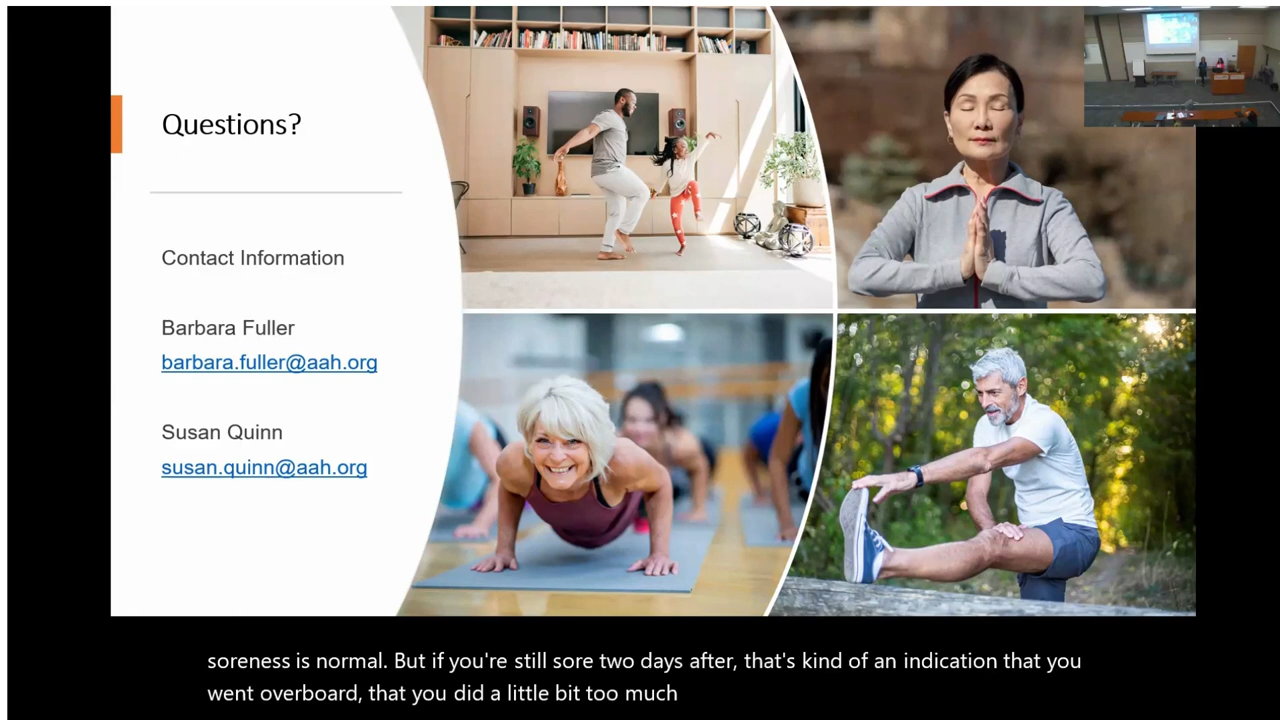 Questions?
Contact Information
Barbara Fuller
barbara.fuller@aah.org
Susan Quinn
susan.quinn@aah.org
soreness is normal. But if you're still sore two days after, that's kind of an indication that you
went overboard, that you did a little bit too much